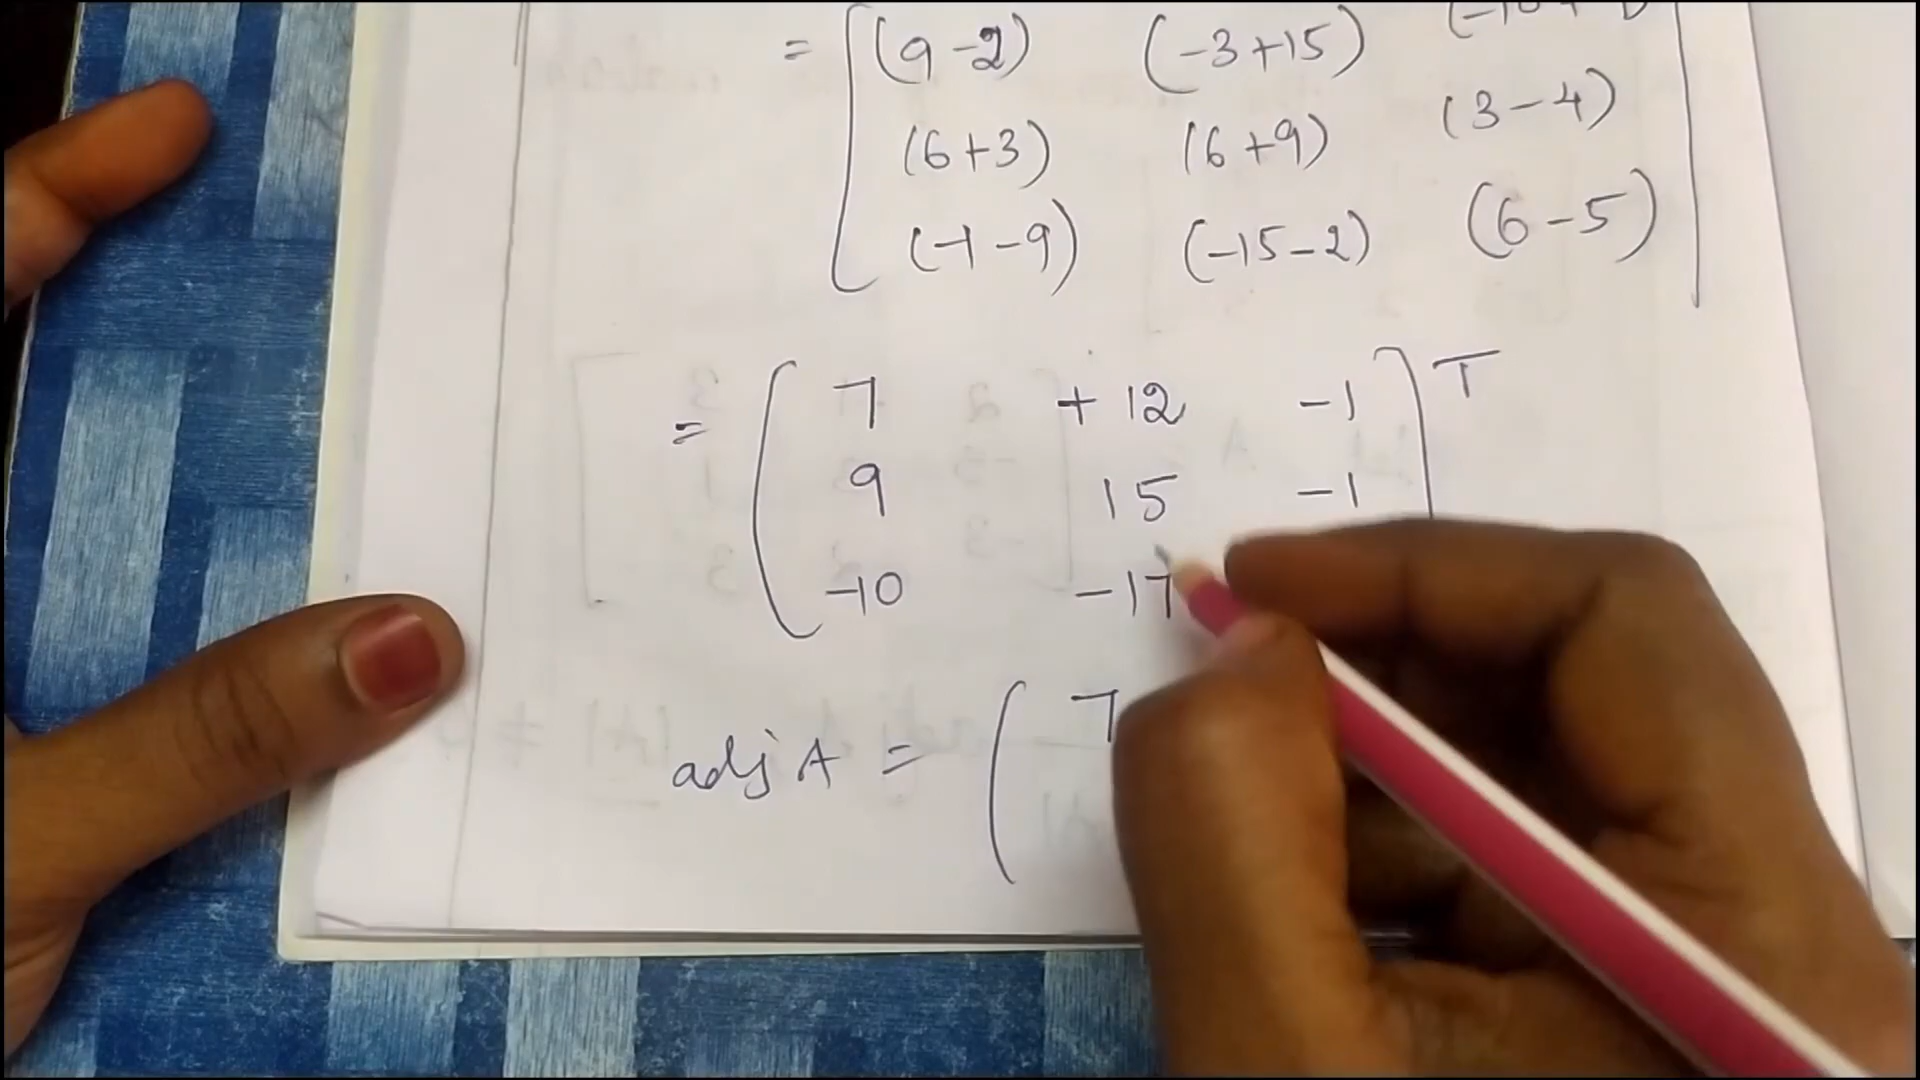 = [ (9-2) (-3+15)
(6+3) (6+9) (3-4)
(-1-9) (-15-2) (6-5) ]
= ( 7 +12 -1 ] T
9 15 -1
-10 -17
adj A = ( 7